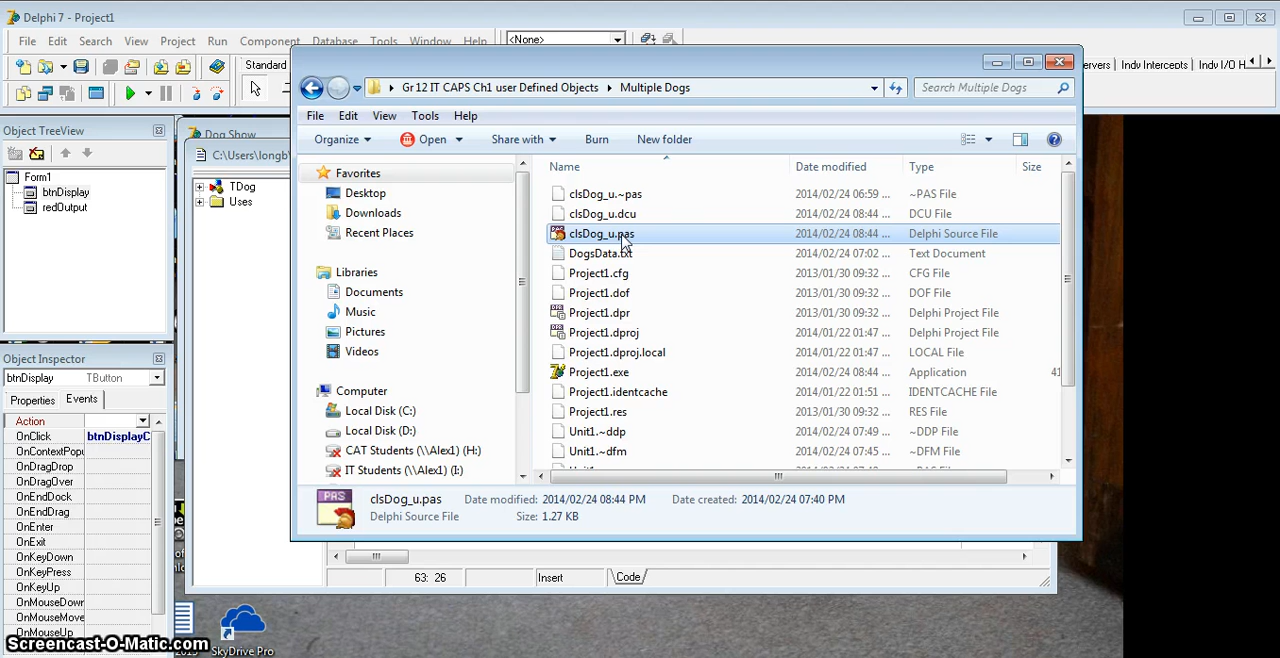 Delphi 7 - Project1
File Edit Search View Project Run Component Database Tools Window Help <None>
Standard
ervers Indy Intercepts Indy I/O H
Object TreeView
Form1
btnDisplay
redOutput
Object Inspector
btnDisplay TButton
Properties Events
Action
OnClick btnDisplayC
OnContextPopu
OnDragDrop
OnDragOver
OnEndDock
OnEndDrag
OnEnter
OnExit
OnKeyDown
OnKeyPress
OnKeyUp
OnMouseDown
OnMouseMove
OnMouseUp
Dog Show
C:\Users\longb\
TDog
Uses
Gr 12 IT CAPS Ch1 user Defined Objects Multiple Dogs
Search Multiple Dogs
File Edit View Tools Help
Organize Open Share with Burn New folder
Favorites
Desktop
Downloads
Recent Places
Libraries
Documents
Music
Pictures
Videos
Computer
Local Disk (C:)
Local Disk (D:)
CAT Students (\\Alex1) (H:)
IT Students (\\Alex1) (I:)
Name Date modified Type Size
clsDog_u.~pas 2014/02/24 06:59 ... ~PAS File
clsDog_u.dcu 2014/02/24 08:44 ... DCU File
clsDog_u.pas 2014/02/24 08:44 ... Delphi Source File
DogsData.txt 2014/02/24 07:02 ... Text Document
Project1.cfg 2013/01/30 09:32 ... CFG File
Project1.dof 2013/01/30 09:32 ... DOF File
Project1.dpr 2013/01/30 09:32 ... Delphi Project File
Project1.dproj 2014/01/22 01:47 ... Delphi Project File
Project1.dproj.local 2014/01/22 01:47 ... LOCAL File
Project1.exe 2014/02/24 08:44 ... Application 41
Project1.identcache 2014/01/22 01:51 ... IDENTCACHE File
Project1.res 2013/01/30 09:32 ... RES File
Unit1.~ddp 2014/02/24 07:49 ... ~DDP File
Unit1.~dfm 2014/02/24 07:45 ... ~DFM File
PAS
clsDog_u.pas Date modified: 2014/02/24 08:44 PM Date created: 2014/02/24 07:40 PM
Delphi Source File Size: 1.27 KB
63: 26 Insert Code
SkyDrive Pro
Screencast-O-Matic.com